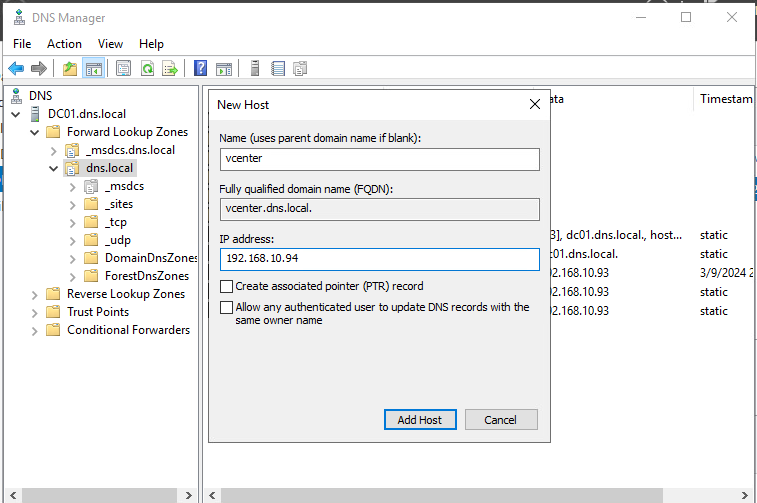 DNS Manager
File Action View Help
DNS
DC01.dns.local
Forward Lookup Zones
_msdcs.dns.local
dns.local
_msdcs
_sites
_tcp
_udp
DomainDnsZones
ForestDnsZones
Reverse Lookup Zones
Trust Points
Conditional Forwarders
New Host
Name (uses parent domain name if blank):
vcenter
Fully qualified domain name (FQDN):
vcenter.dns.local.
IP address:
192.168.10.94
Create associated pointer (PTR) record
Allow any authenticated user to update DNS records with the
same owner name
Add Host Cancel
ata Timestam
3], dc01.dns.local., host... static
01.dns.local. static
2.168.10.93 3/9/2024 2
2.168.10.93 static
2.168.10.93 static